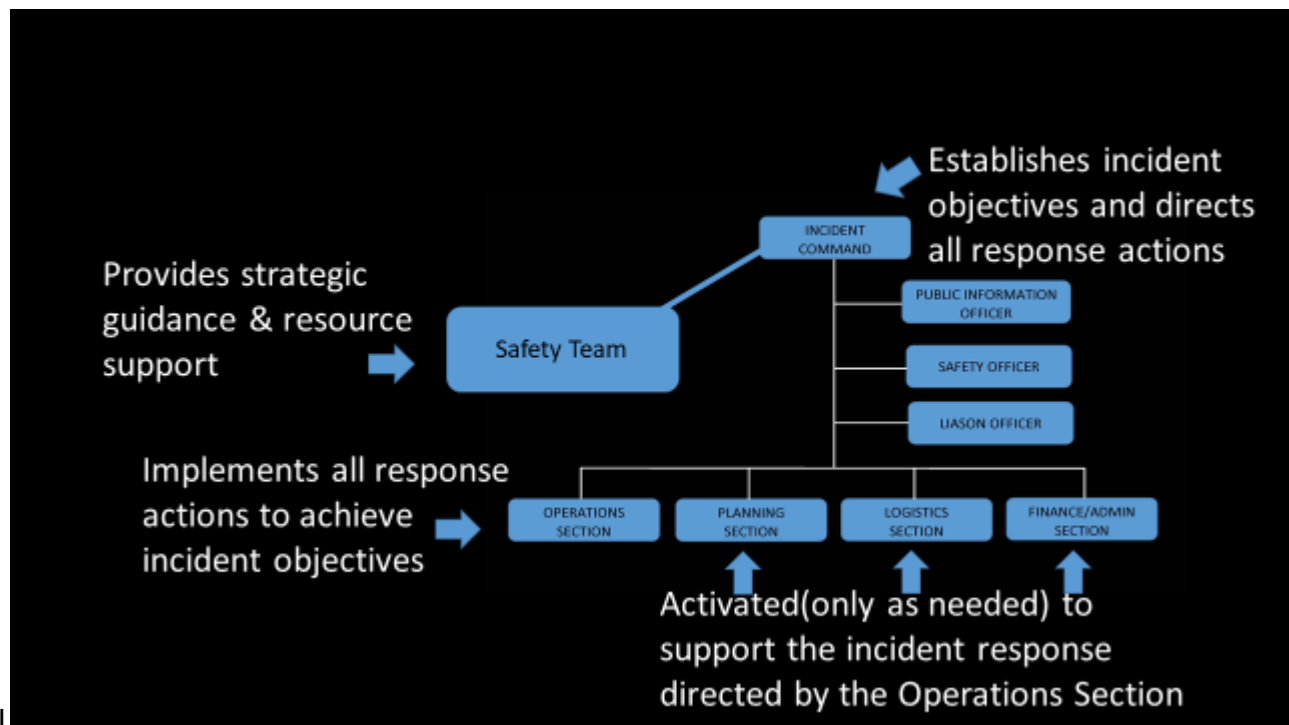 Establishes incident
objectives and directs
all response actions
INCIDENT
COMMAND
Provides strategic
guidance & resource
support
Safety Team
PUBLIC INFORMATION
OFFICER
SAFETY OFFICER
LIASON OFFICER
Implements all response
actions to achieve
incident objectives
OPERATIONS
SECTION
PLANNING
SECTION
LOGISTICS
SECTION
FINANCE/ADMIN
SECTION
Activated(only as needed) to
support the incident response
directed by the Operations Section